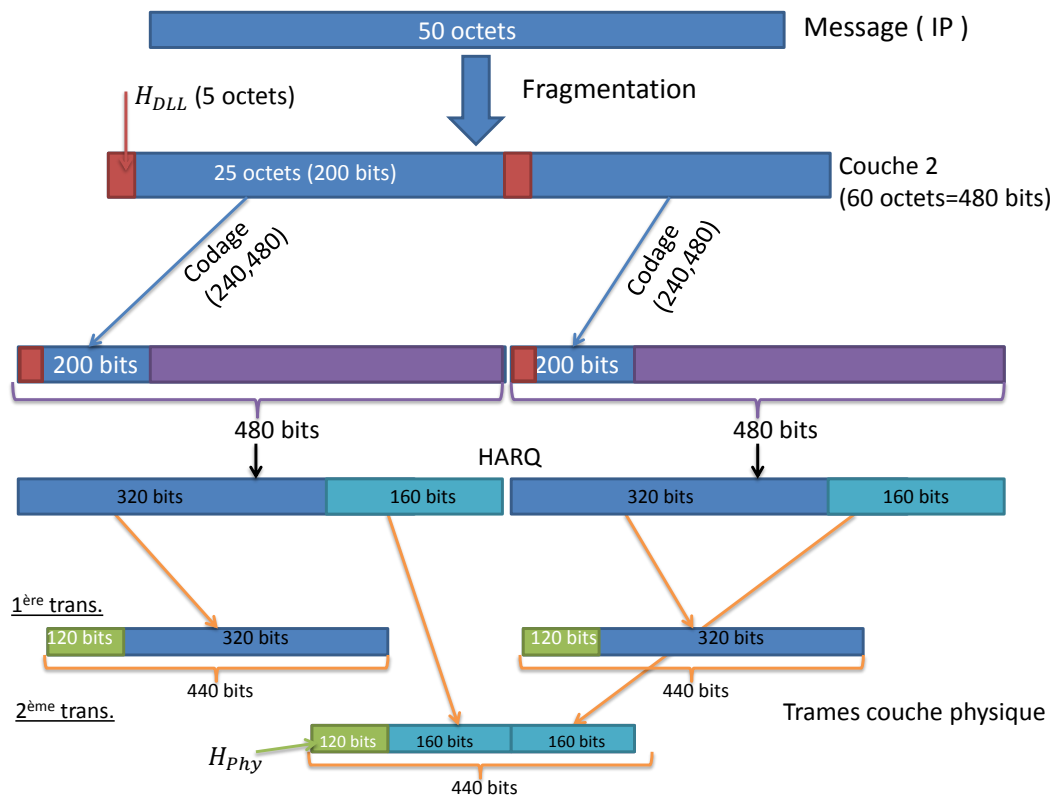 50 octets
Message ( IP )
H_DLL (5 octets)
Fragmentation
25 octets (200 bits)
Couche 2
(60 octets=480 bits)
Codage
(240,480)
Codage
(240,480)
200 bits
200 bits
480 bits
480 bits
HARQ
320 bits
160 bits
320 bits
160 bits
1ère trans.
120 bits
320 bits
120 bits
320 bits
440 bits
440 bits
2ème trans.
Trames couche physique
H_Phy
120 bits
160 bits
160 bits
440 bits